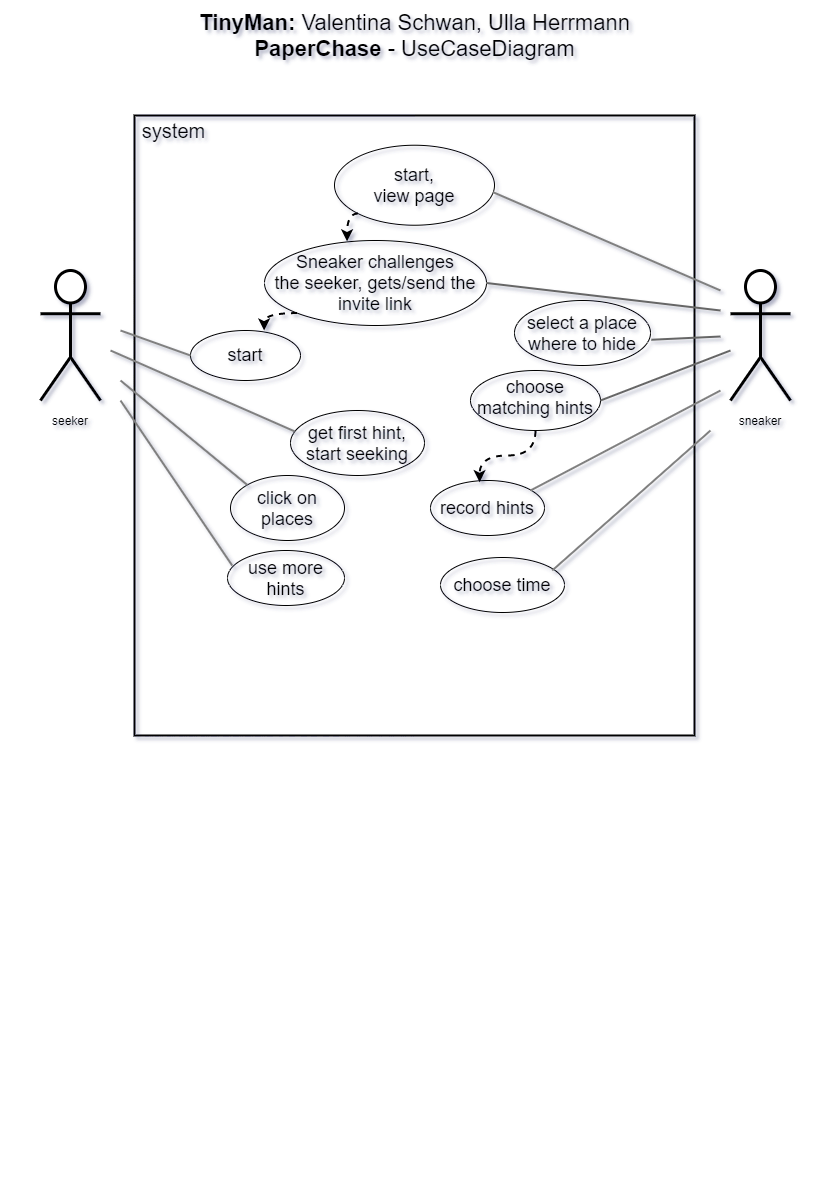 TinyMan: Valentina Schwan, Ulla Herrmann
PaperChase - UseCaseDiagram
system
start,
view page
Sneaker challenges
the seeker, gets/send the
invite link
select a place
where to hide
start
choose
matching hints
seeker
sneaker
get first hint,
start seeking
click on
places
record hints
use more
hints
choose time